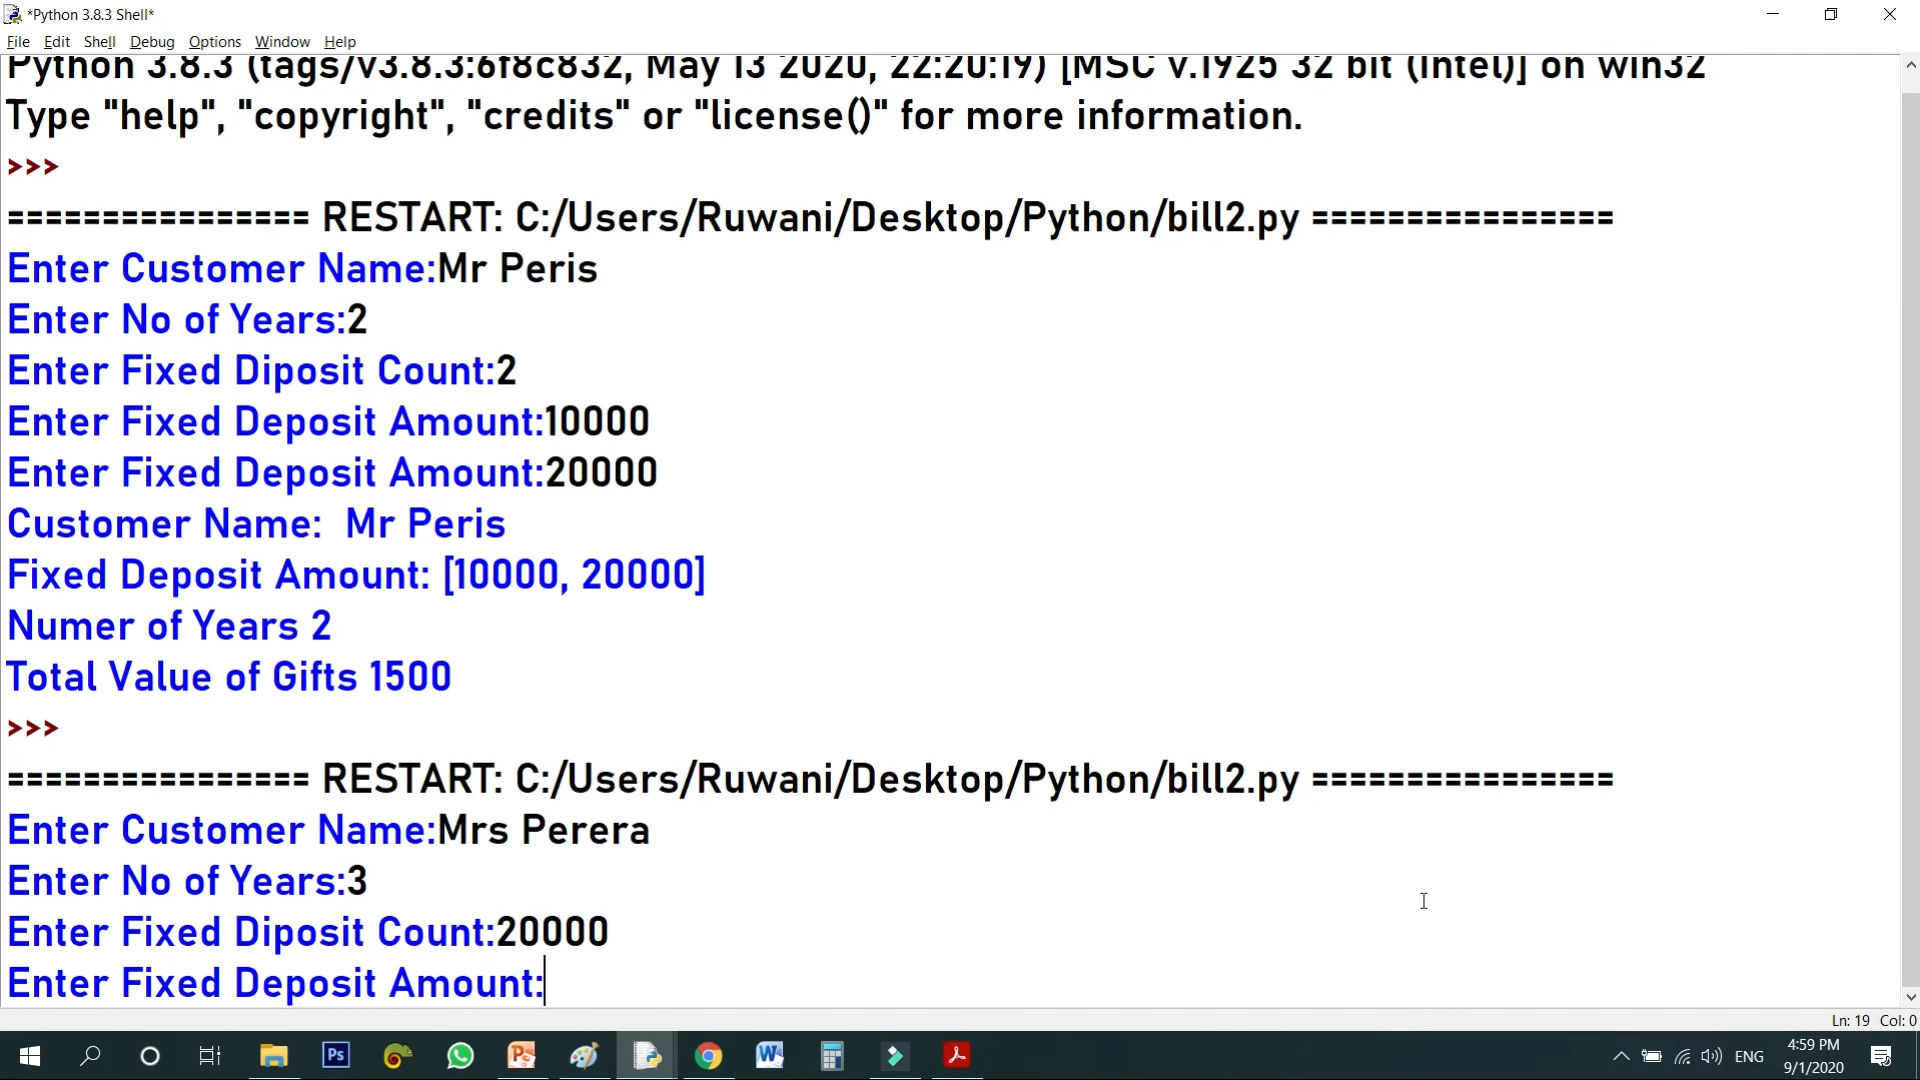 *Python 3.8.3 Shell*
File Edit Shell Debug Options Window Help
Python 3.8.3 (tags/v3.8.3:6f8c832, May 13 2020, 22:20:19) [MSC v.1925 32 bit (Intel)] on win32
Type "help", "copyright", "credits" or "license()" for more information.
>>>
================ RESTART: C:/Users/Ruwani/Desktop/Python/bill2.py ================
Enter Customer Name:Mr Peris
Enter No of Years:2
Enter Fixed Diposit Count:2
Enter Fixed Deposit Amount:10000
Enter Fixed Deposit Amount:20000
Customer Name:  Mr Peris
Fixed Deposit Amount: [10000, 20000]
Numer of Years 2
Total Value of Gifts 1500
>>>
================ RESTART: C:/Users/Ruwani/Desktop/Python/bill2.py ================
Enter Customer Name:Mrs Perera
Enter No of Years:3
Enter Fixed Diposit Count:20000
Enter Fixed Deposit Amount:
Ln: 19 Col: 0
Ps
W
ENG
4:59 PM
9/1/2020